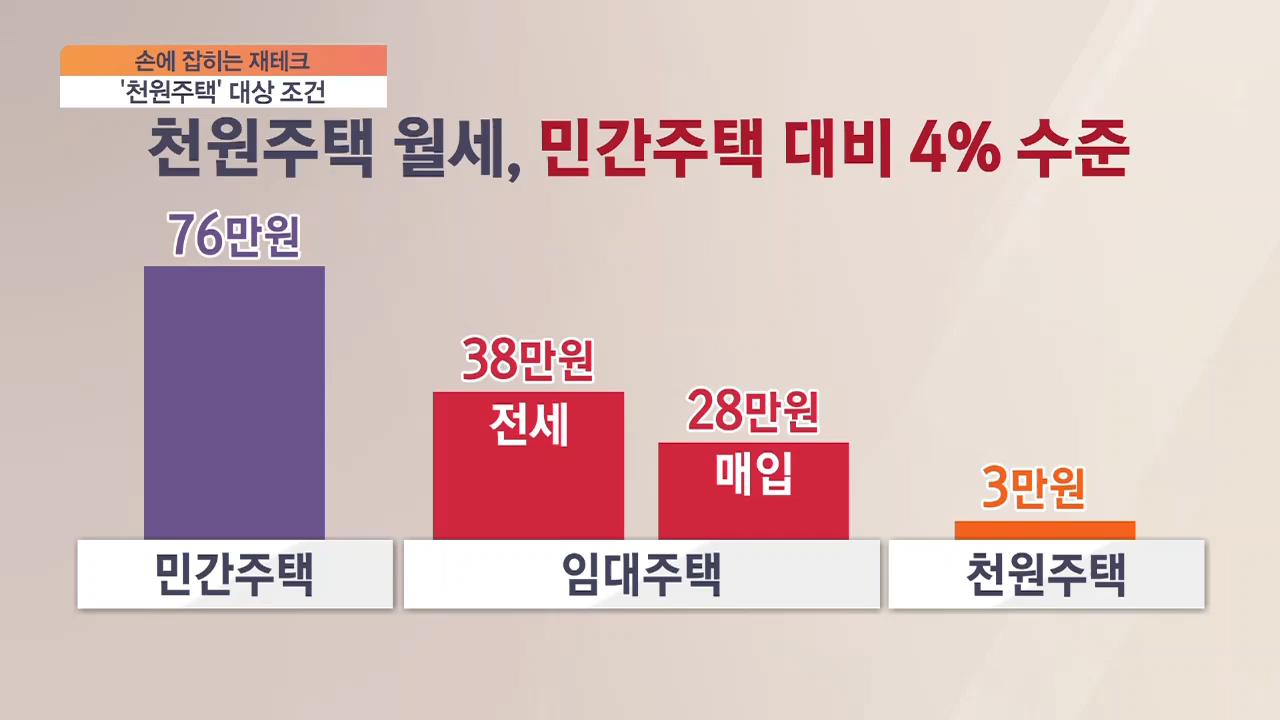 손에 잡히는 재테크
'천원주택' 대상 조건
천원주택 월세, 민간주택 대비 4% 수준
76만원
38만원
전세
28만원
매입
3만원
민간주택
임대주택
천원주택